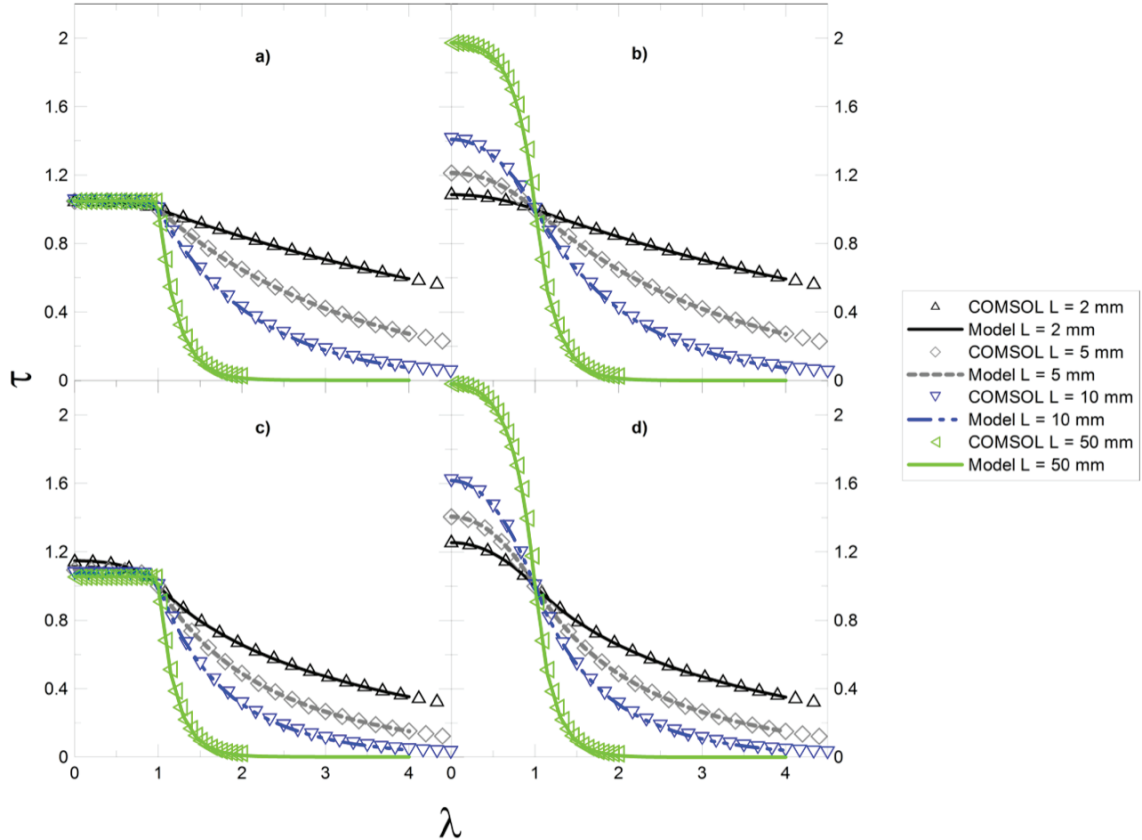 a)
b)
2
1.6
1.2
0.8
0.4
0
2
1.6
1.2
0.8
0.4
0
τ
c)
d)
2
1.6
1.2
0.8
0.4
0
2
1.6
1.2
0.8
0.4
0
0 1 2 3 4
0 1 2 3 4
λ
COMSOL L = 2 mm
Model L = 2 mm
COMSOL L = 5 mm
Model L = 5 mm
COMSOL L = 10 mm
Model L = 10 mm
COMSOL L = 50 mm
Model L = 50 mm